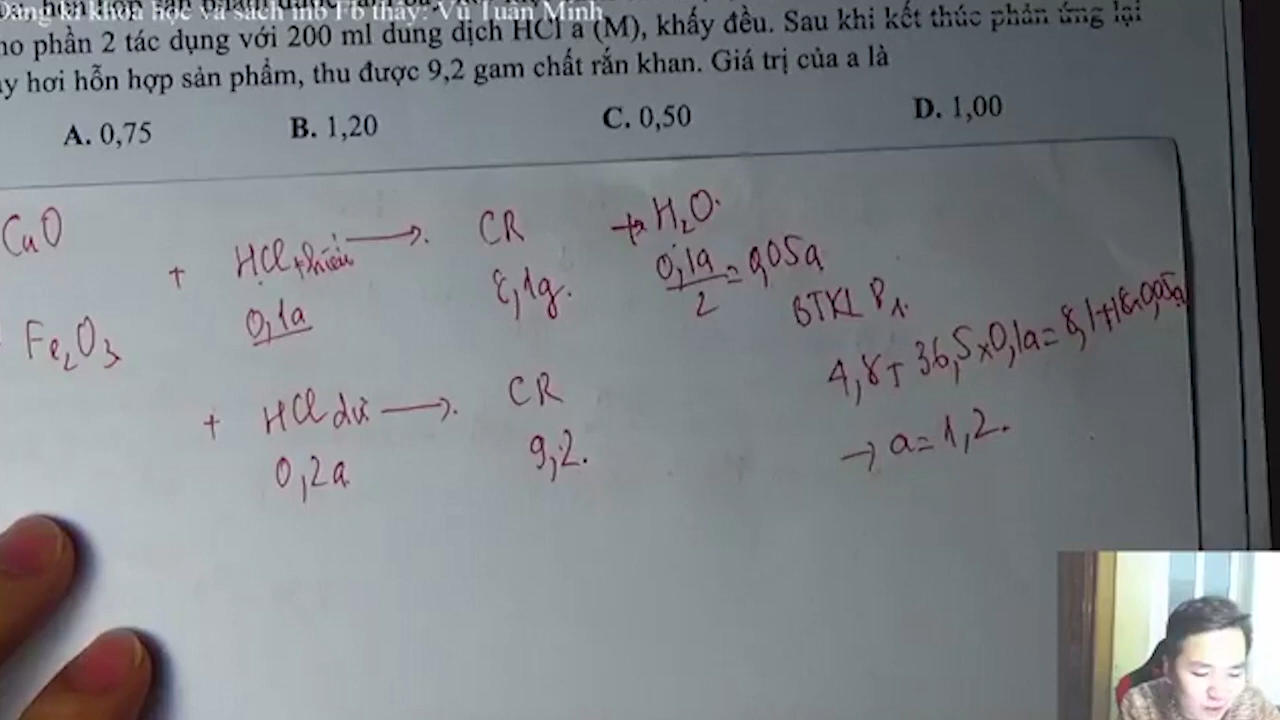 Đăng kí khóa học và sách inb Fb thầy: Vũ Tuấn Minh
ho phần 2 tác dụng với 200 ml dung dịch HCl a (M), khấy đều. Sau khi kết thúc phản ứng lại
ay hơi hỗn hợp sản phẩm, thu được 9,2 gam chất rắn khan. Giá trị của a là
A. 0,75 B. 1,20 C. 0,50 D. 1,00
CuO + HCl thiếu → CR + H₂O.
0,1a 8,1g. 0,1a/2 = 0,05a
BTKL P1.
Fe₂O₃ 4,8 + 36,5x0,1a = 8,1 + 18.0,05a
+ HCl dư → CR → a = 1,2.
0,2a 9,2.